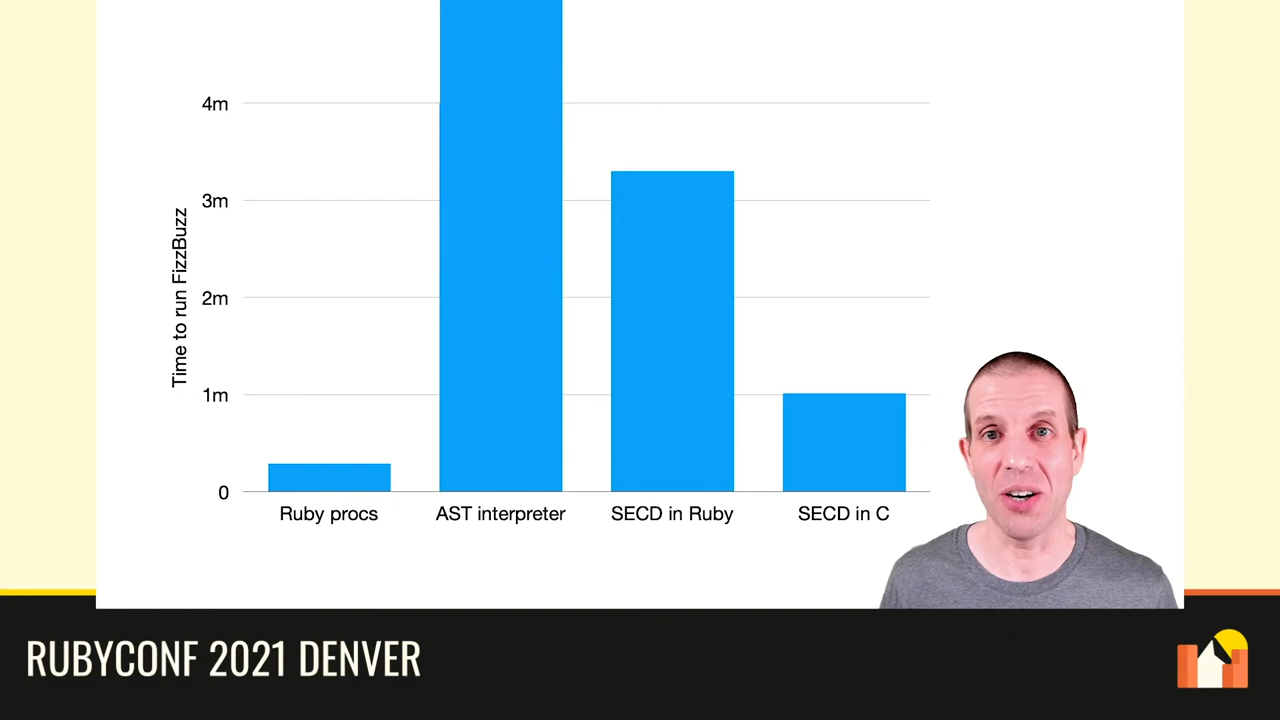 4m
3m
2m
1m
0
Time to run FizzBuzz
Ruby procs
AST interpreter
SECD in Ruby
SECD in C
RUBYCONF 2021 DENVER